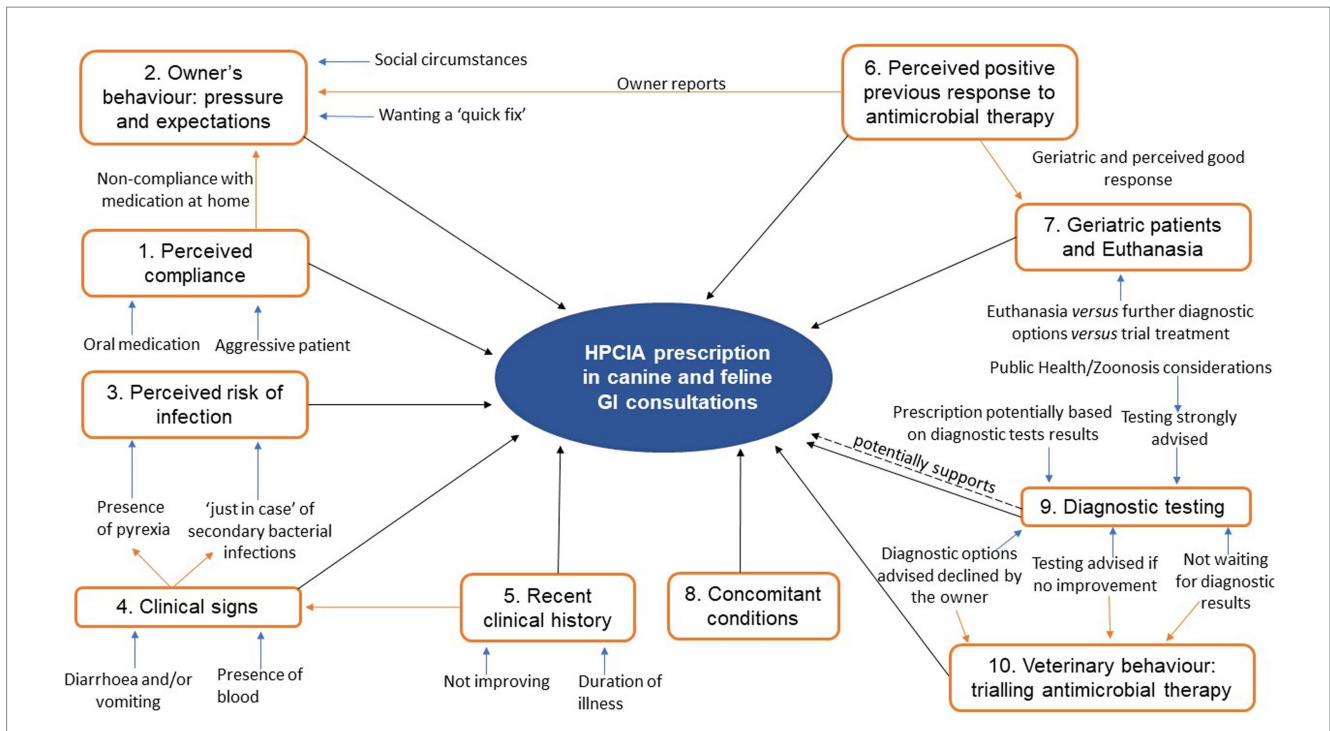 2. Owner's
behaviour: pressure
and expectations
Social circumstances
Owner reports
Wanting a 'quick fix'
6. Perceived positive
previous response to
antimicrobial therapy
Non-compliance with
medication at home
Geriatric and perceived good
response
1. Perceived
compliance
7. Geriatric patients
and Euthanasia
Oral medication
Aggressive patient
Euthanasia versus further diagnostic
options versus trial treatment
HPCIA prescription
in canine and feline
GI consultations
3. Perceived risk of
infection
Public Health/Zoonosis considerations
Prescription potentially based
on diagnostic tests results
Testing strongly
advised
potentially supports
Presence
of pyrexia
'just in case' of
secondary bacterial
infections
9. Diagnostic testing
4. Clinical signs
5. Recent
clinical history
8. Concomitant
conditions
Diagnostic options
advised declined by
the owner
Testing advised if
no improvement
Not waiting
for diagnostic
results
Diarrhoea and/or
vomiting
Presence of
blood
Not improving
Duration of
illness
10. Veterinary behaviour:
trialling antimicrobial therapy